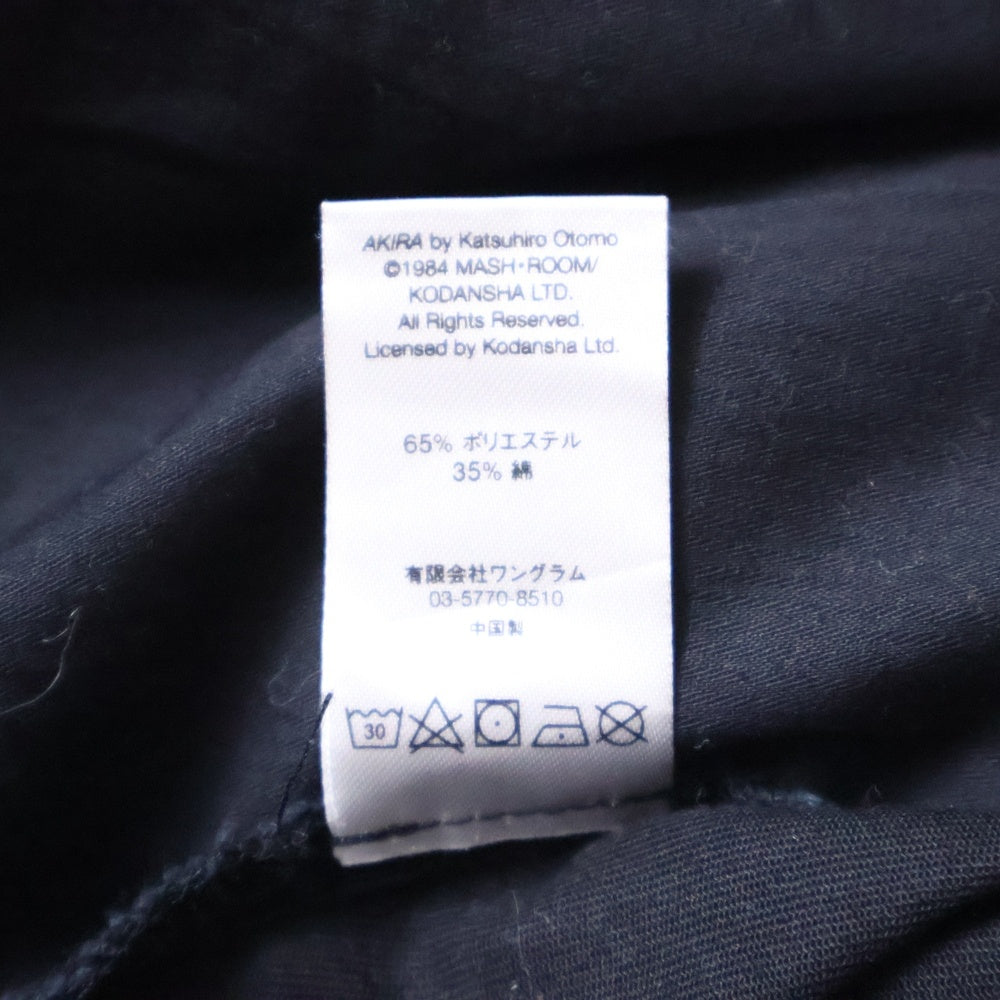 AKIRA by Katsuhiro Otomo
©1984 MASH・ROOM/
KODANSHA LTD.
All Rights Reserved.
Licensed by Kodansha Ltd.
65% ポリエステル
35% 綿
有限会社ワングラム
03-5770-8510
中国製
30